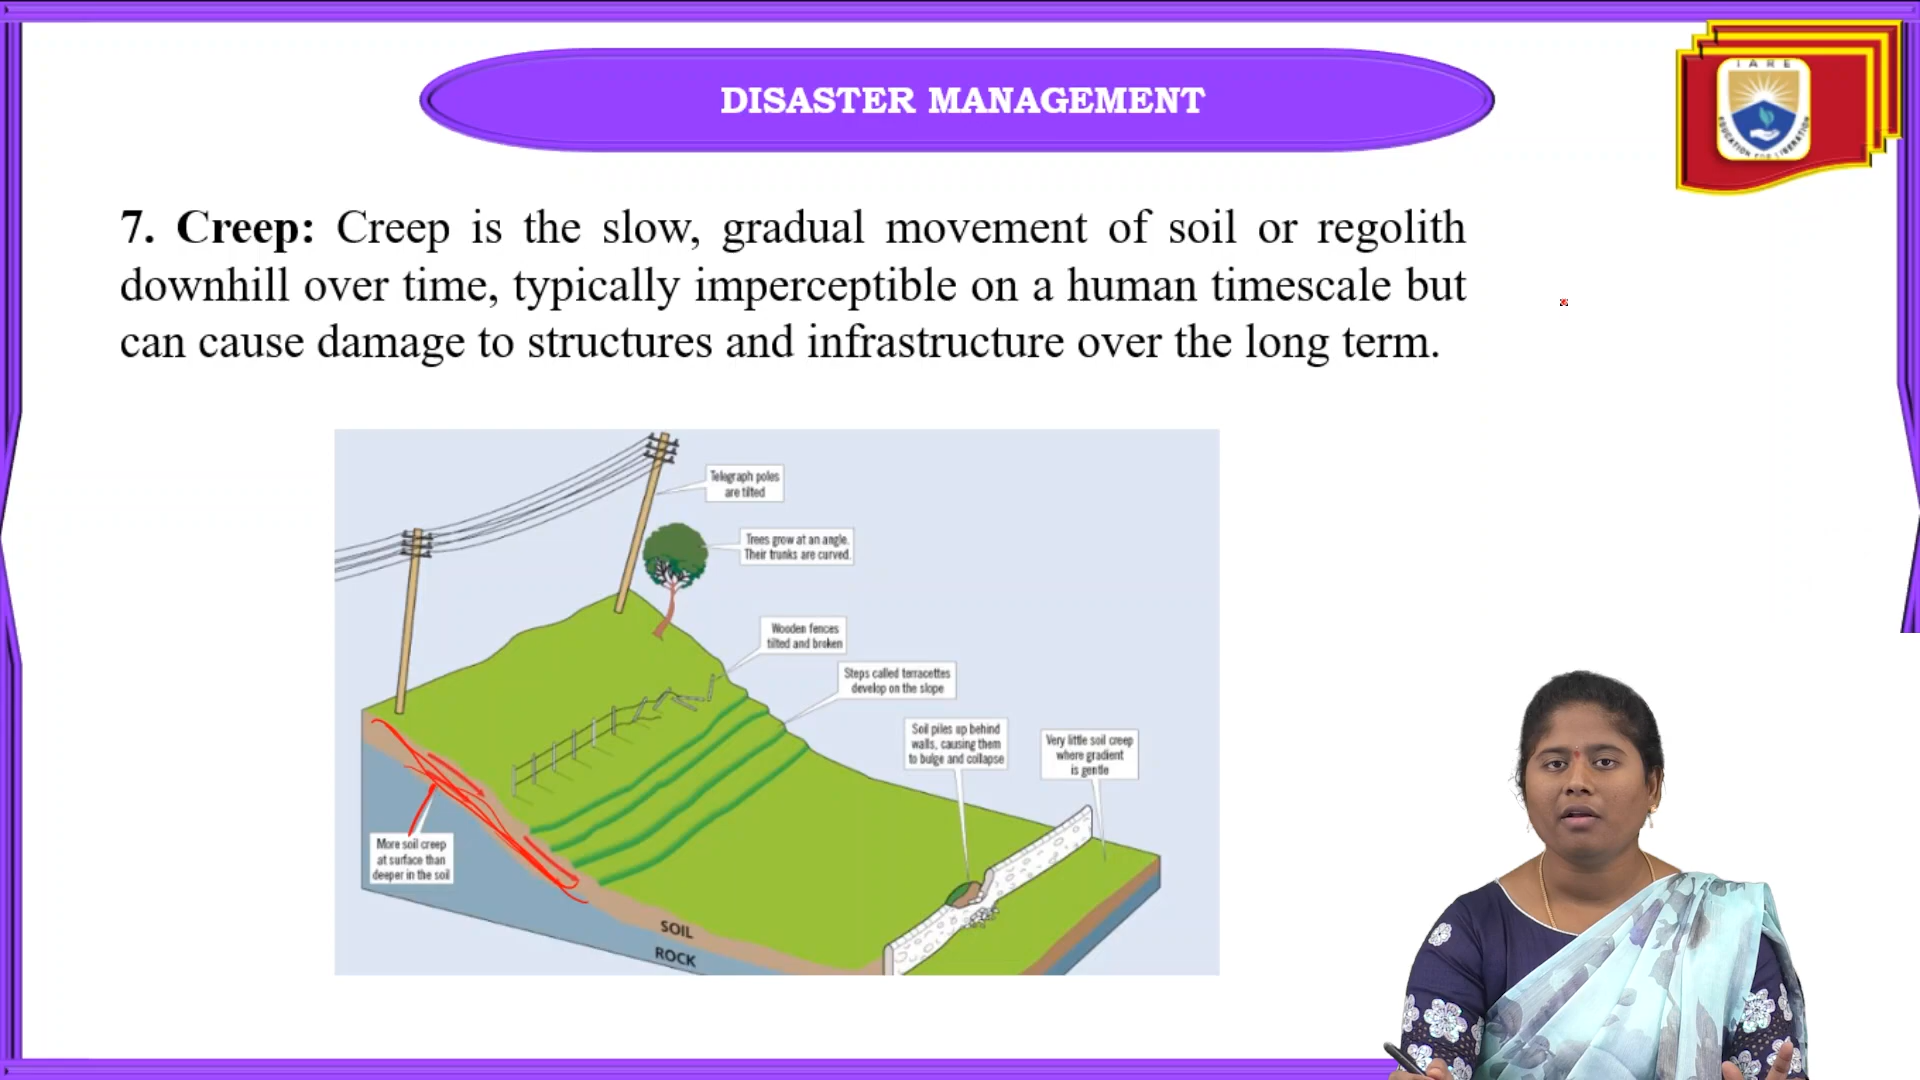 DISASTER MANAGEMENT
IARE
EDUCATION FOR LIBERATION
7. Creep: Creep is the slow, gradual movement of soil or regolith
downhill over time, typically imperceptible on a human timescale but
can cause damage to structures and infrastructure over the long term.
Telegraph poles
are tilted
Trees grow at an angle.
Their trunks are curved.
Wooden fences
tilted and broken
Steps called terracettes
develop on the slope
Soil piles up behind
walls, causing them
to bulge and collapse
Very little soil creep
where gradient
is gentle
More soil creep
at surface than
deeper in the soil
SOIL
ROCK